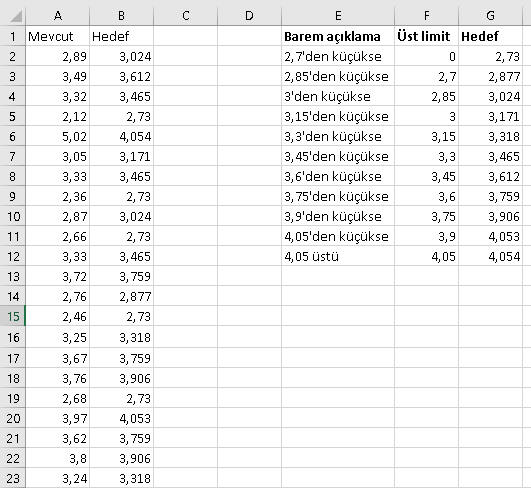 A B C D E F G
1 Mevcut Hedef Barem açıklama Üst limit Hedef
2 2,89 3,024 2,7'den küçükse 0 2,73
3 3,49 3,612 2,85'den küçükse 2,7 2,877
4 3,32 3,465 3'den küçükse 2,85 3,024
5 2,12 2,73 3,15'den küçükse 3 3,171
6 5,02 4,054 3,3'den küçükse 3,15 3,318
7 3,05 3,171 3,45'den küçükse 3,3 3,465
8 3,33 3,465 3,6'den küçükse 3,45 3,612
9 2,36 2,73 3,75'den küçükse 3,6 3,759
10 2,87 3,024 3,9'den küçükse 3,75 3,906
11 2,66 2,73 4,05'den küçükse 3,9 4,053
12 3,33 3,465 4,05 üstü 4,05 4,054
13 3,72 3,759
14 2,76 2,877
15 2,46 2,73
16 3,25 3,318
17 3,67 3,759
18 3,76 3,906
19 2,68 2,73
20 3,97 4,053
21 3,62 3,759
22 3,8 3,906
23 3,24 3,318